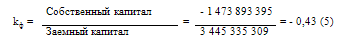 kф = Собственный капитал = - 1 473 893 395 = - 0,43 (5)
Заемный капитал 3 445 335 309